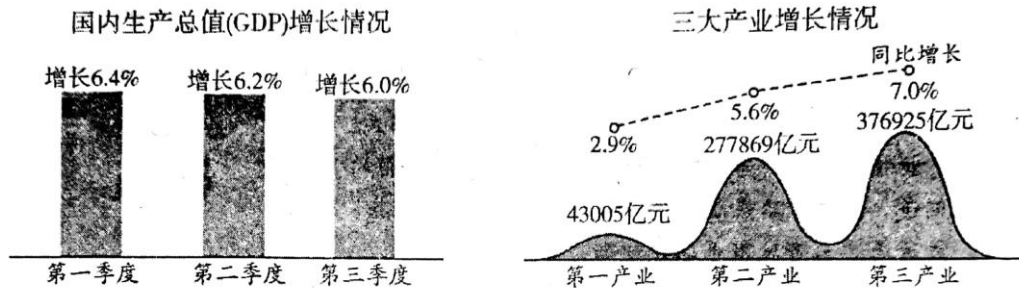 国内生产总值(GDP)增长情况
增长6.4%
增长6.2%
增长6.0%
第一季度
第二季度
第三季度
三大产业增长情况
同比增长
2.9%
5.6%
7.0%
43005亿元
277869亿元
376925亿元
第一产业
第二产业
第三产业